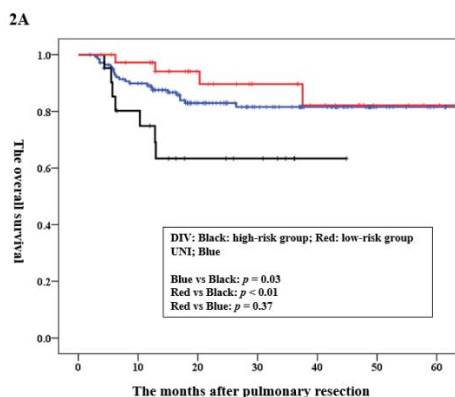 2A
1.0
0.8
0.6
0.4
0.2
0.0
The overall survival
DIV: Black: high-risk group; Red: low-risk group
UNI; Blue
Blue vs Black: p = 0.03
Red vs Black: p < 0.01
Red vs Blue: p = 0.37
0 10 20 30 40 50 60
The months after pulmonary resection